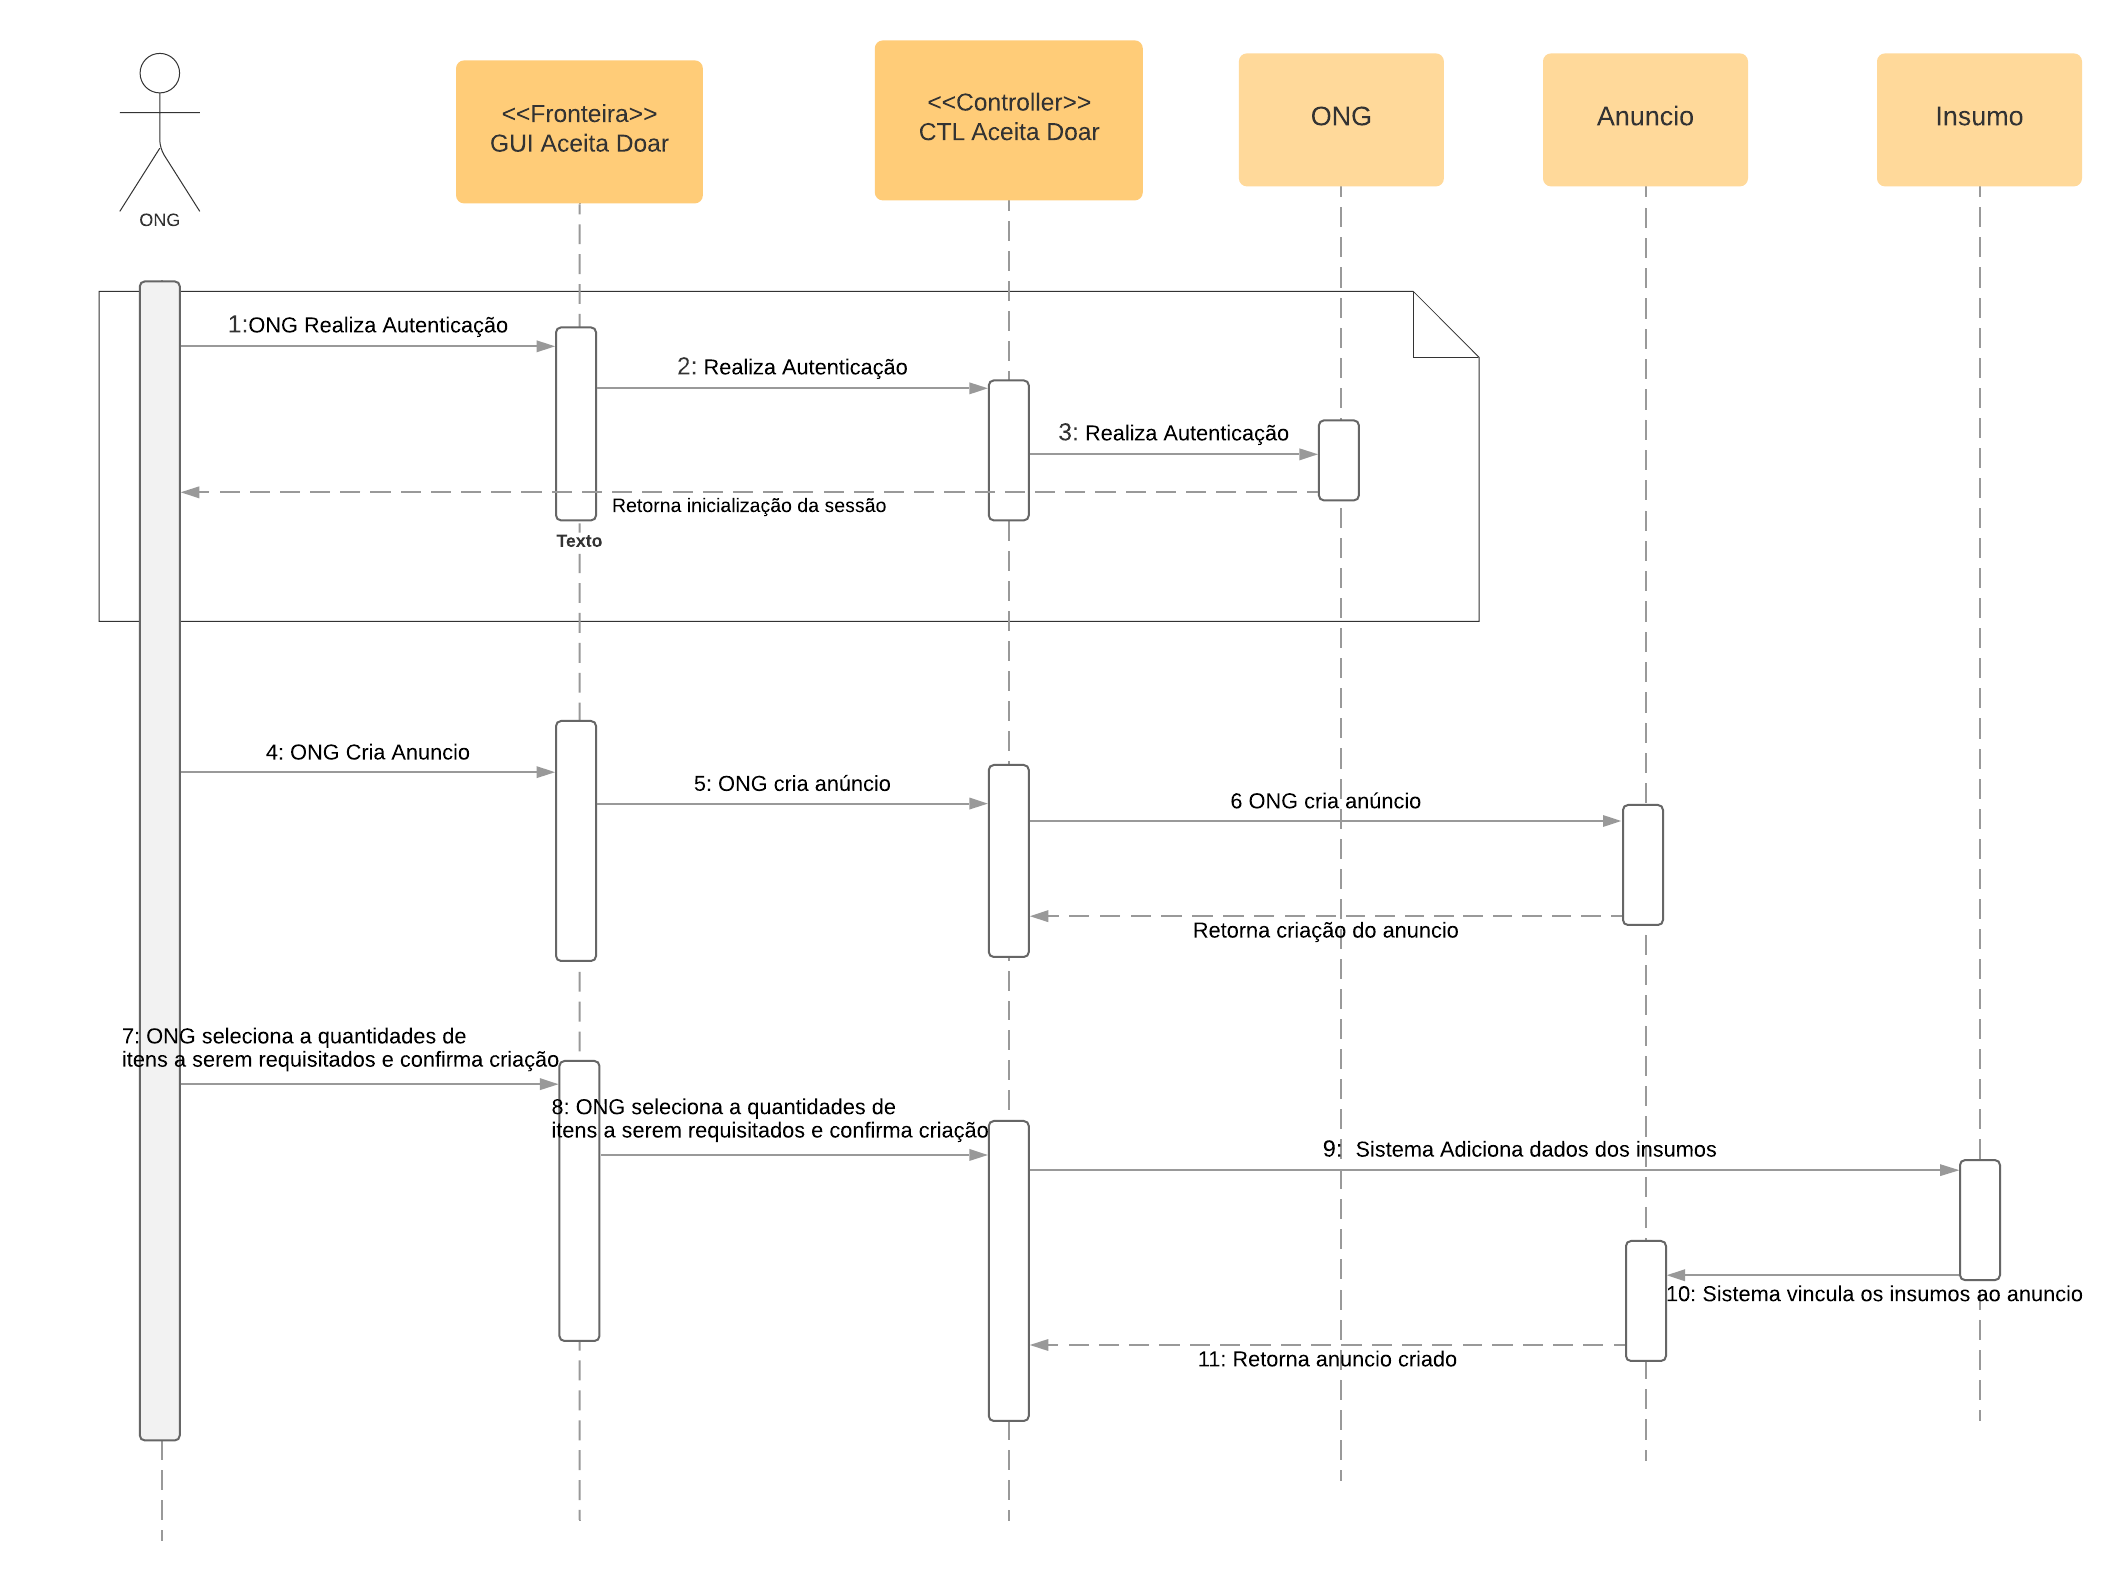 <<Fronteira>>
GUI Aceita Doar
<<Controller>>
CTL Aceita Doar
ONG
Anuncio
Insumo
ONG
1:ONG Realiza Autenticação
2: Realiza Autenticação
3: Realiza Autenticação
Retorna inicialização da sessão
Texto
4: ONG Cria Anuncio
5: ONG cria anúncio
6 ONG cria anúncio
Retorna criação do anuncio
7: ONG seleciona a quantidades de
itens a serem requisitados e confirma criação
8: ONG seleciona a quantidades de
itens a serem requisitados e confirma criação
9:  Sistema Adiciona dados dos insumos
10: Sistema vincula os insumos ao anuncio
11: Retorna anuncio criado